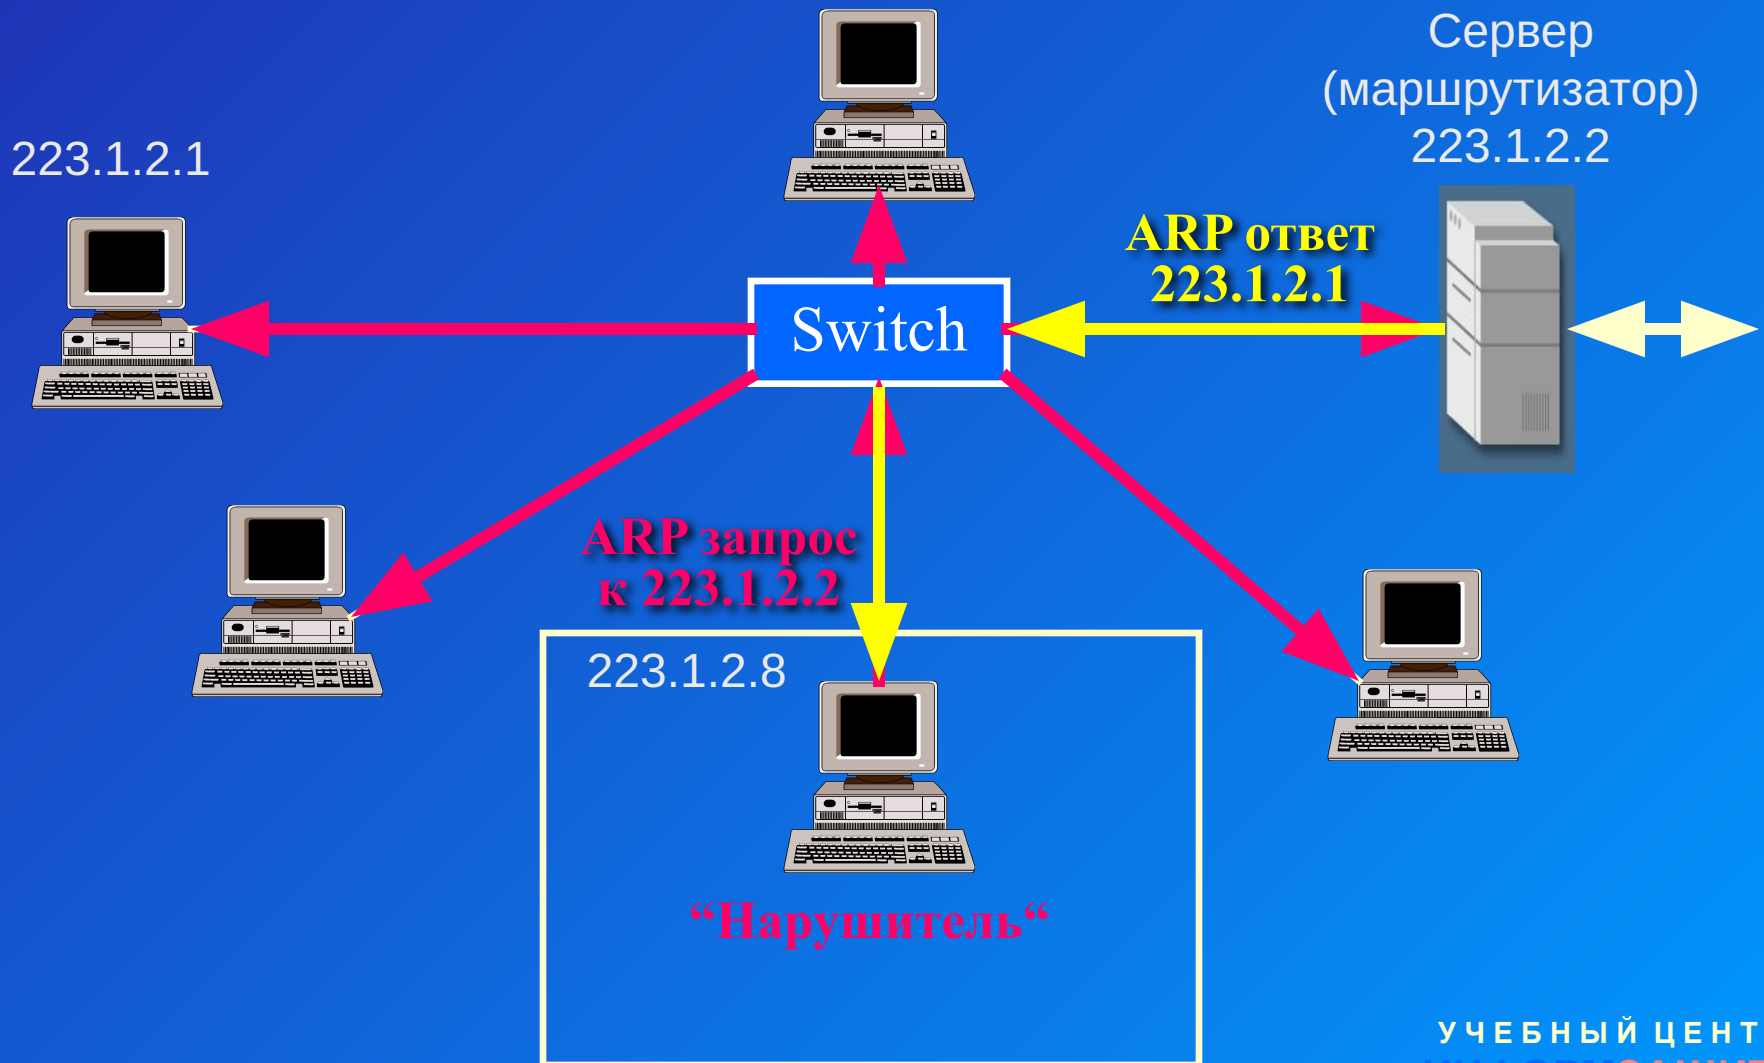 Сервер
(маршрутизатор)
223.1.2.2
223.1.2.1
ARP ответ
223.1.2.1
Switch
ARP запрос
к 223.1.2.2
223.1.2.8
“Нарушитель“
УЧЕБНЫЙ ЦЕНТ